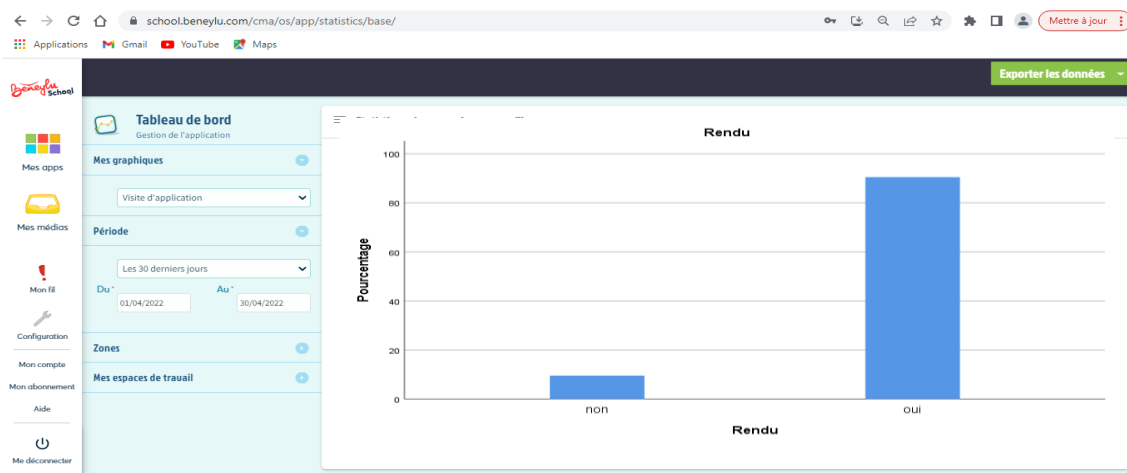 school.beneylu.com/cma/os/app/statistics/base/
Mettre à jour
Applications
Gmail
YouTube
Maps
Beneylu
School
Exporter les données
Mes apps
Mes médias
Mon fil
Configuration
Mon compte
Mon abonnement
Aide
Me déconnecter
Tableau de bord
Gestion de l'application
Mes graphiques
Visite d'application
Période
Les 30 derniers jours
Du *
Au *
01/04/2022
30/04/2022
Zones
Mes espaces de travail
Rendu
Pourcentage
100
80
60
40
20
0
non
oui
Rendu